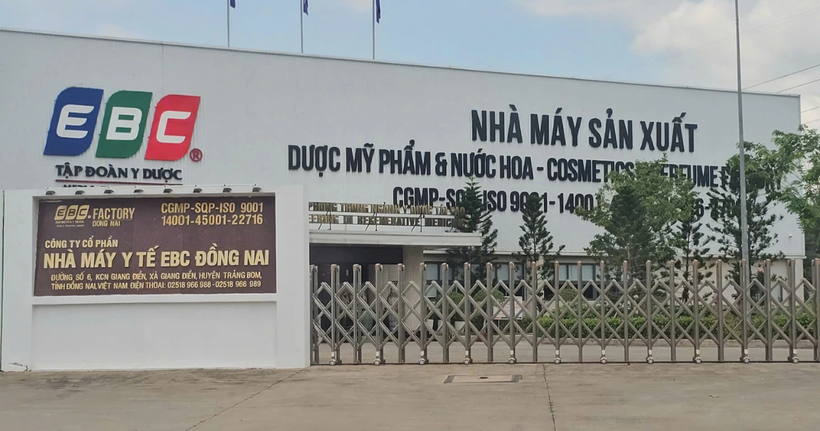 EBC®
TẬP ĐOÀN Y DƯỢC
NHÀ MÁY SẢN XUẤT
DƯỢC MỸ PHẨM & NƯỚC HOA - COSMETICS
CGMP-SQP-ISO 9001-1400
EBC FACTORY
DONG NAI
CGMP-SQP-ISO 9001
14001-45001-22716
CÔNG TY CỔ PHẦN
NHÀ MÁY Y TẾ EBC ĐỒNG NAI
ĐƯỜNG SỐ 6, KCN GIANG ĐIỀN, XÃ GIANG ĐIỀN, HUYỆN TRẢNG BOM,
TỈNH ĐỒNG NAI, VIỆT NAM ĐIỆN THOẠI: 02518 966 988 - 02518 966 989